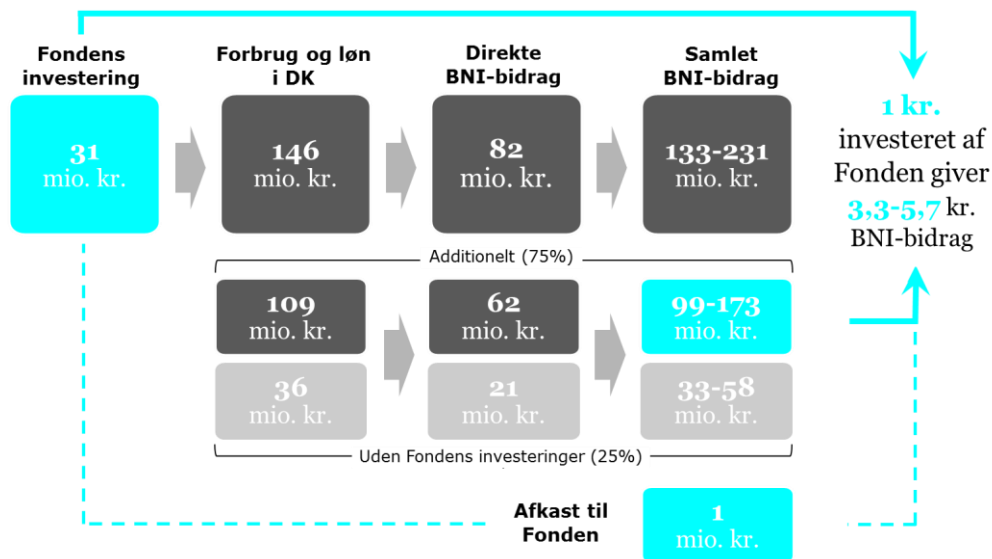 Fondens
investering
Forbrug og løn
i DK
Direkte
BNI-bidrag
Samlet
BNI-bidrag
31
mio. kr.
146
mio. kr.
82
mio. kr.
133-231
mio. kr.
1 kr.
investeret af
Fonden giver
3,3-5,7 kr.
BNI-bidrag
Additionelt (75%)
109
mio. kr.
62
mio. kr.
99-173
mio. kr.
36
mio. kr.
21
mio. kr.
33-58
mio. kr.
Uden Fondens investeringer (25%)
Afkast til
Fonden
1
mio. kr.